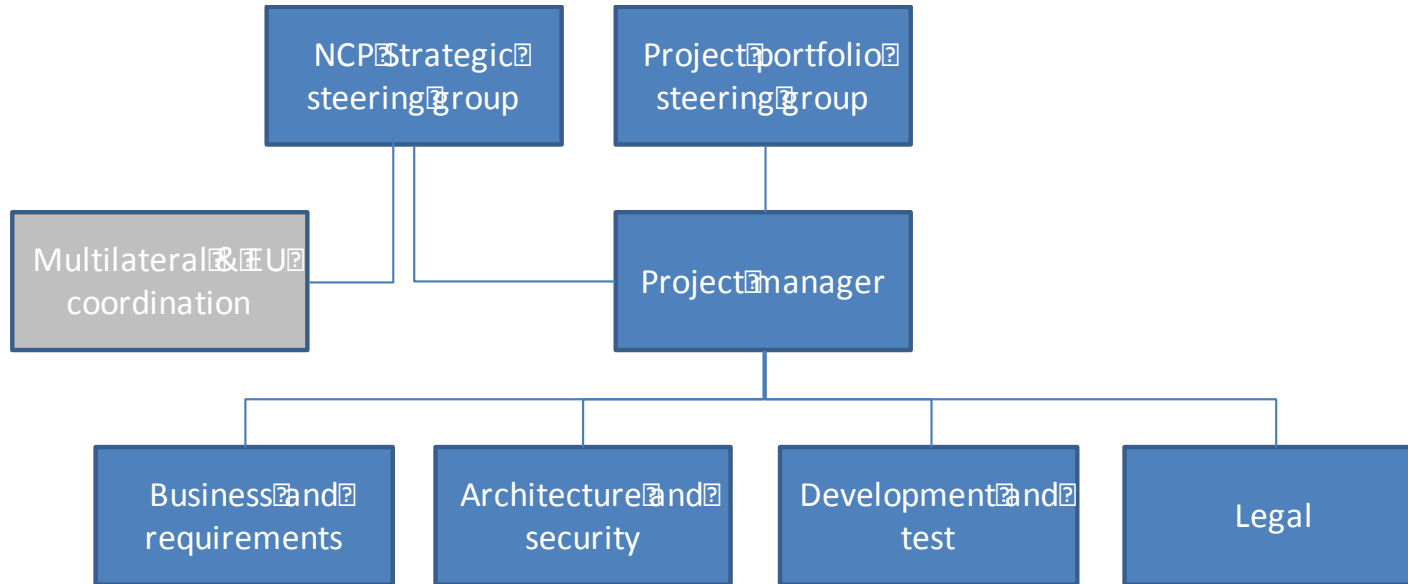 NCP Strategic
steering group
Project portfolio
steering group
Multilateral & EU
coordination
Project manager
Business and
requirements
Architecture and
security
Development and
test
Legal